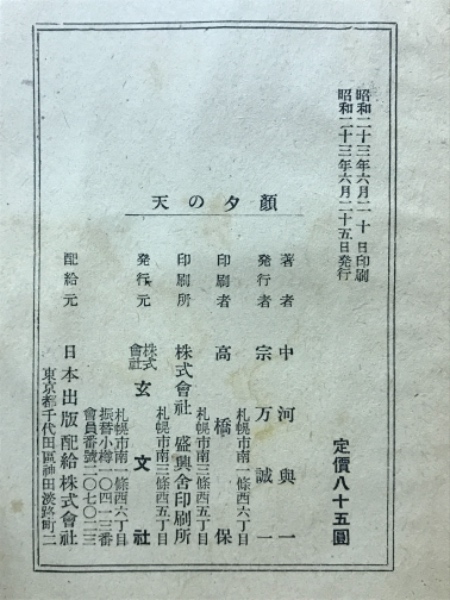 昭和二十三年六月二十日印刷
昭和二十三年六月二十五日発行
定價八十五圓
天の夕顏
著者 中河與一
発行者 宗万誠一
札幌市南一條西六丁目
印刷者 高橋保
札幌市南三條西五丁目
印刷所 株式會社 盛興舎印刷所
札幌市南三條西五丁目
発行元 株式會社 玄文社
札幌市南一條西六丁目
振替小樽一〇四一三番
會員番號二〇七〇二三
配給元 日本出版配給株式會社
東京都千代田區神田淡路町二